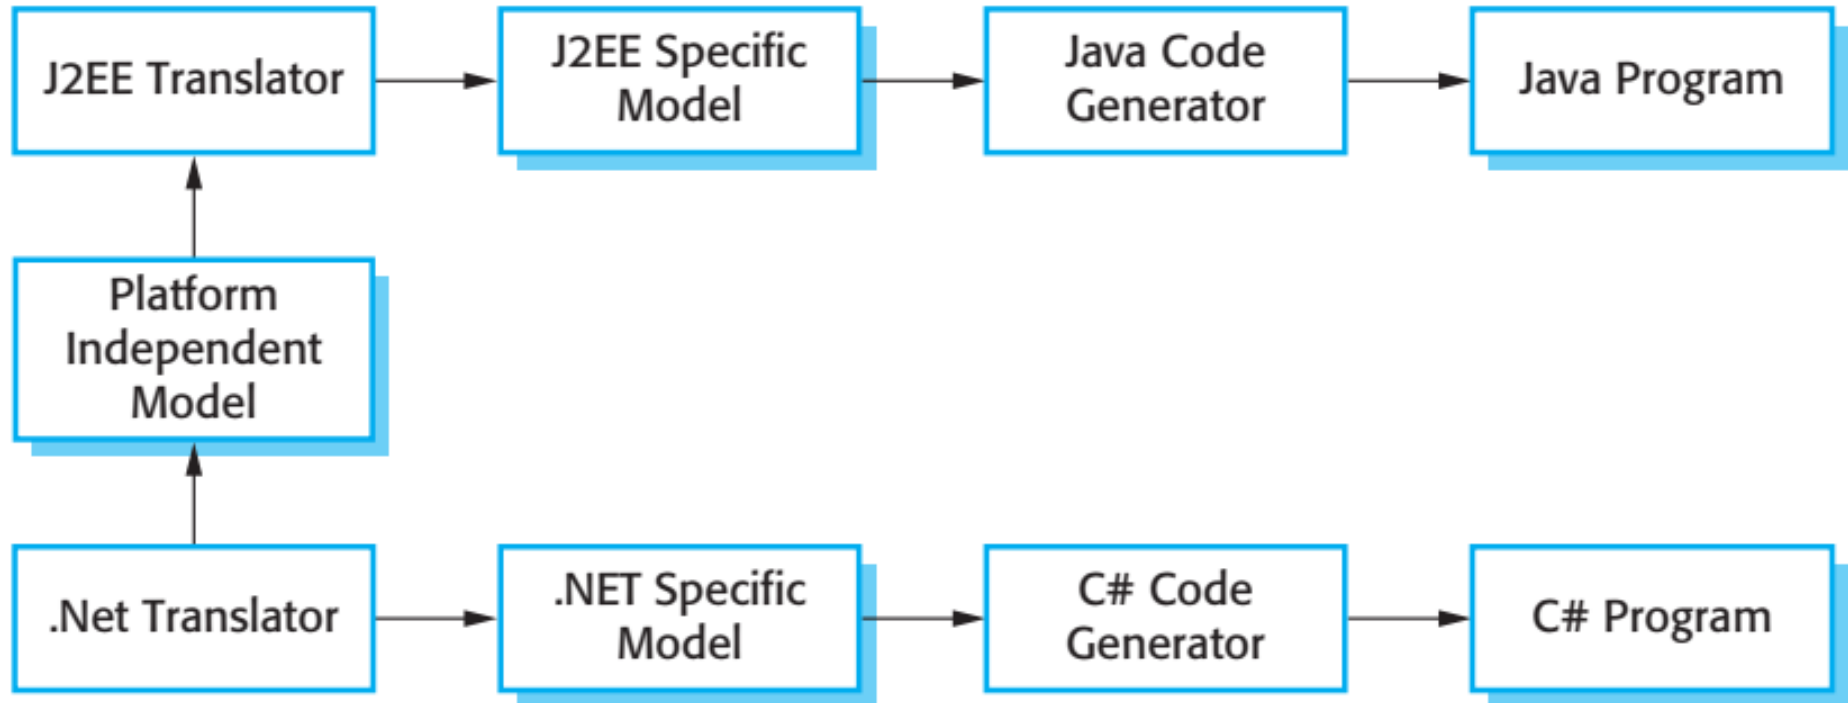 J2EE Translator
J2EE Specific
Model
Java Code
Generator
Java Program
Platform
Independent
Model
.Net Translator
.NET Specific
Model
C# Code
Generator
C# Program